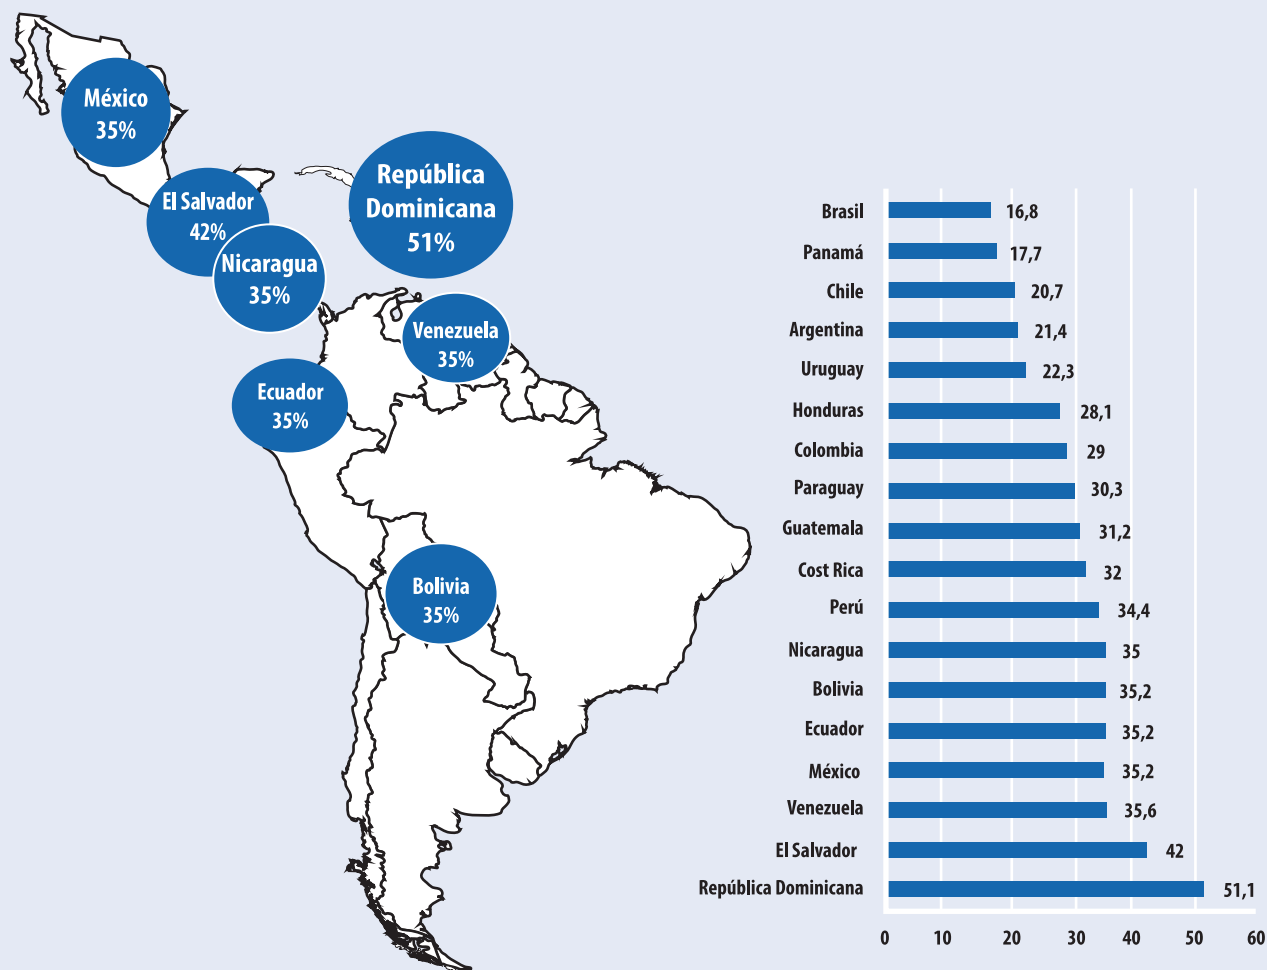 México
35%
El Salvador
42%
Nicaragua
35%
República
Dominicana
51%
Venezuela
35%
Ecuador
35%
Bolivia
35%
Brasil 16,8
Panamá 17,7
Chile 20,7
Argentina 21,4
Uruguay 22,3
Honduras 28,1
Colombia 29
Paraguay 30,3
Guatemala 31,2
Cost Rica 32
Perú 34,4
Nicaragua 35
Bolivia 35,2
Ecuador 35,2
México 35,2
Venezuela 35,6
El Salvador 42
República Dominicana 51,1
0 10 20 30 40 50 60